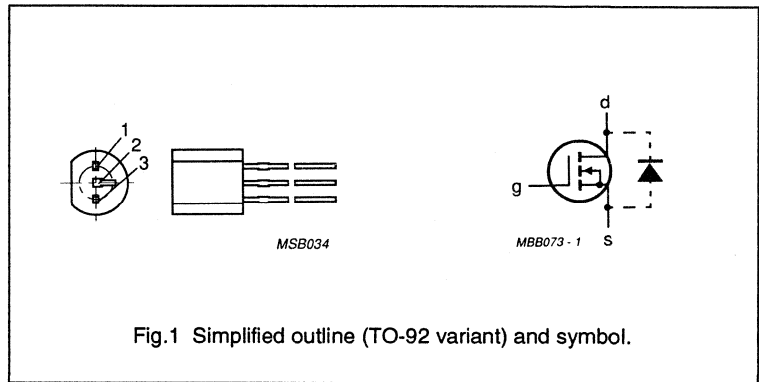 1
2
3
MSB034
d
g
s
MBB073 - 1
Fig.1 Simplified outline (TO-92 variant) and symbol.